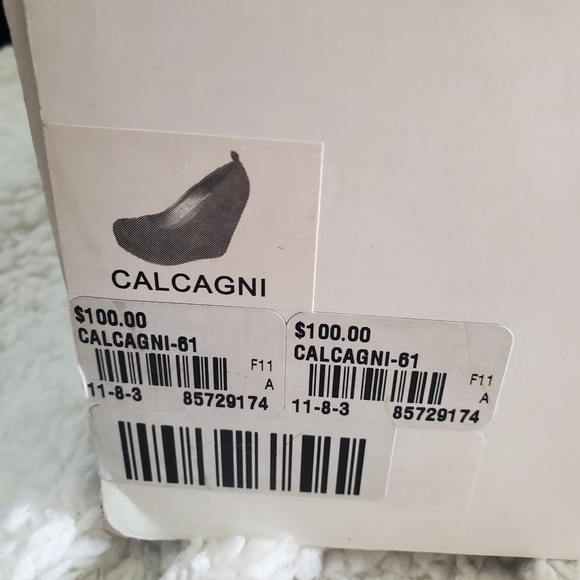 CALCAGNI
$100.00
CALCAGNI-61
F11
A
11-8-3 85729174
$100.00
CALCAGNI-61
F11
A
11-8-3 85729174